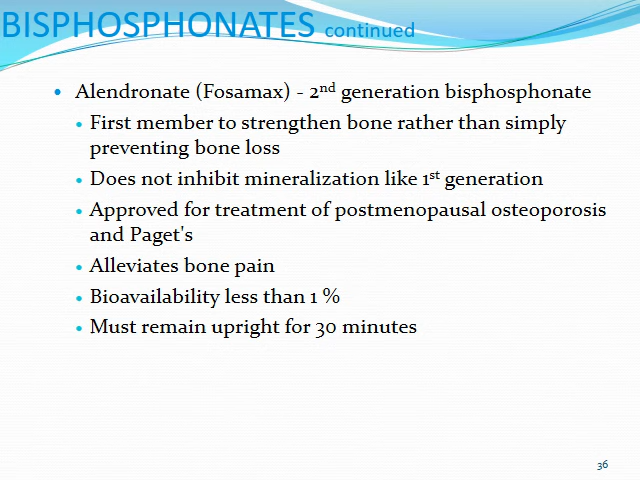 BISPHOSPHONATES continued
• Alendronate (Fosamax) - 2nd generation bisphosphonate
• First member to strengthen bone rather than simply
preventing bone loss
• Does not inhibit mineralization like 1st generation
• Approved for treatment of postmenopausal osteoporosis
and Paget's
• Alleviates bone pain
• Bioavailability less than 1 %
• Must remain upright for 30 minutes
36